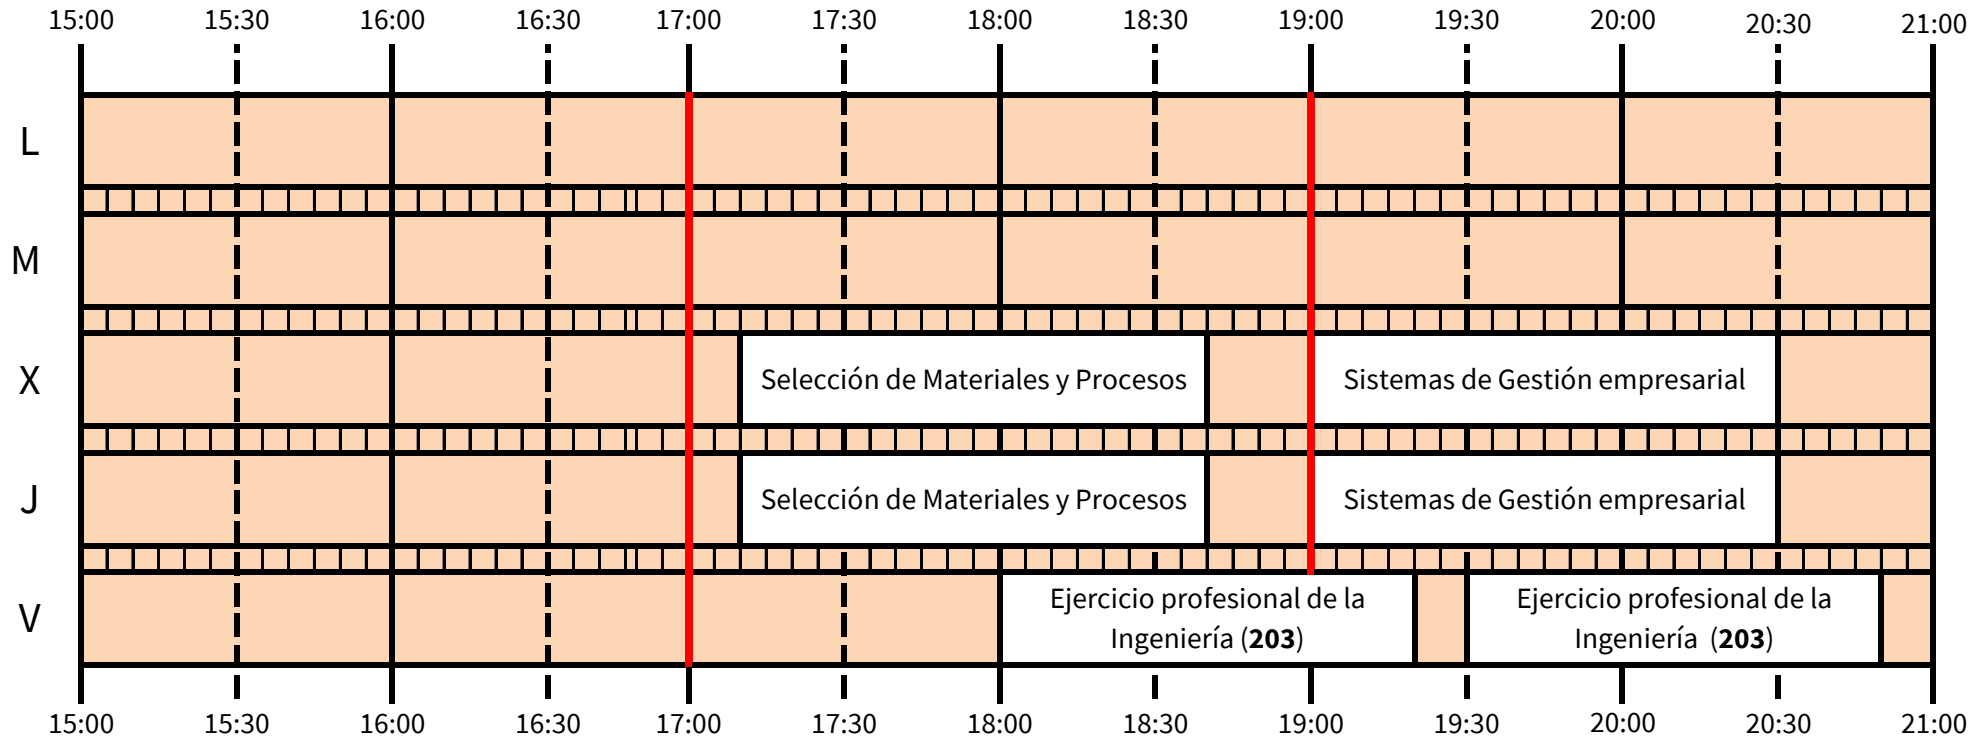 15:00 15:30 16:00 16:30 17:00 17:30 18:00 18:30 19:00 19:30 20:00 20:30 21:00
L
M
X Selección de Materiales y Procesos Sistemas de Gestión empresarial
J Selección de Materiales y Procesos Sistemas de Gestión empresarial
V
Ejercicio profesional de la
Ingeniería (203)
Ejercicio profesional de la
Ingeniería (203)
15:00 15:30 16:00 16:30 17:00 17:30 18:00 18:30 19:00 19:30 20:00 20:30 21:00